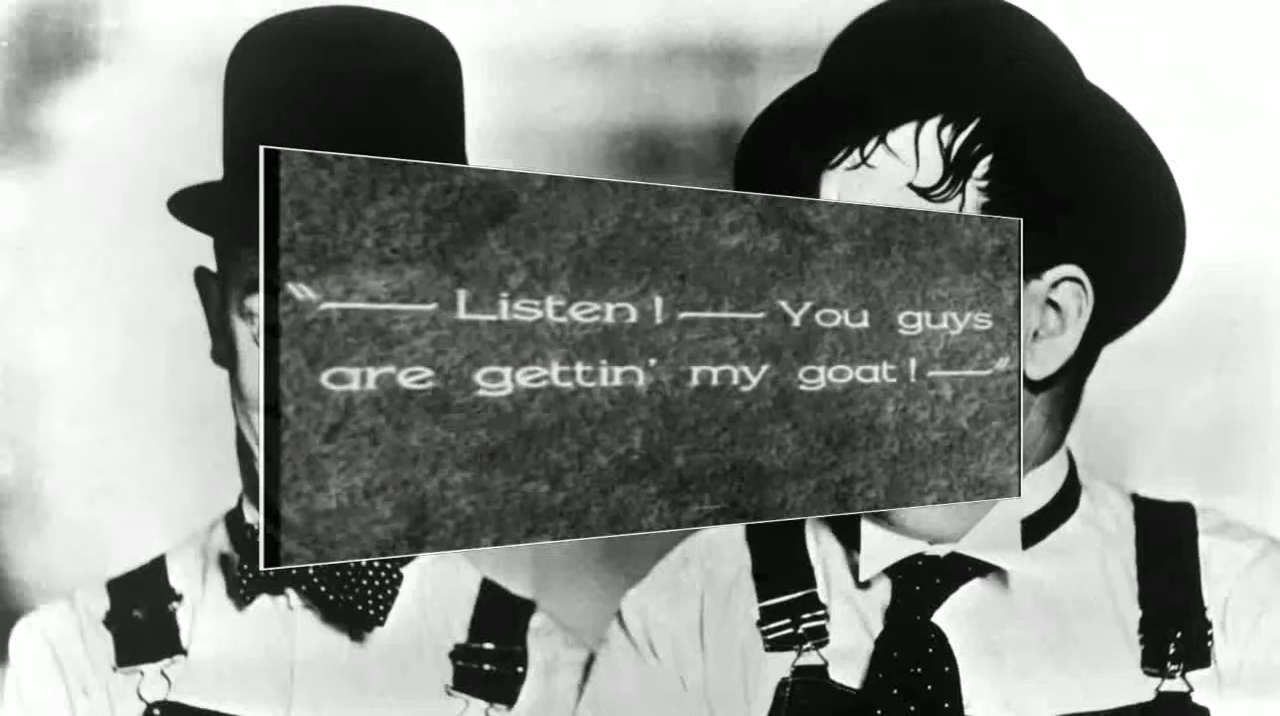 "— Listen! — You guys
are gettin' my goat! —"